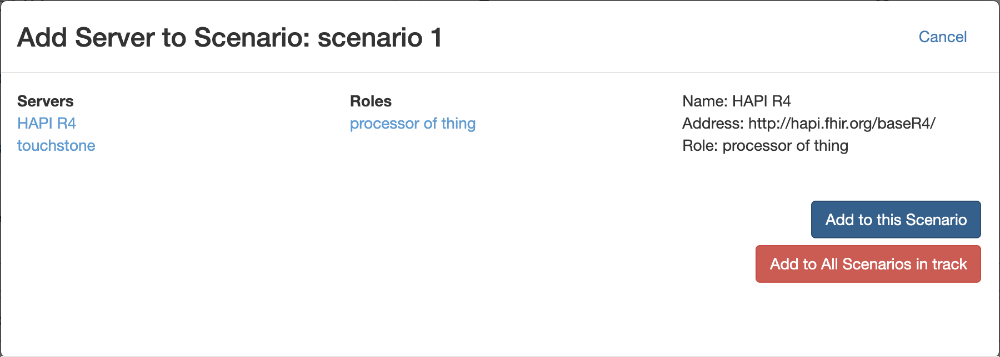 Add Server to Scenario: scenario 1
Cancel
Servers
HAPI R4
touchstone
Roles
processor of thing
Name: HAPI R4
Address: http://hapi.fhir.org/baseR4/
Role: processor of thing
Add to this Scenario
Add to All Scenarios in track